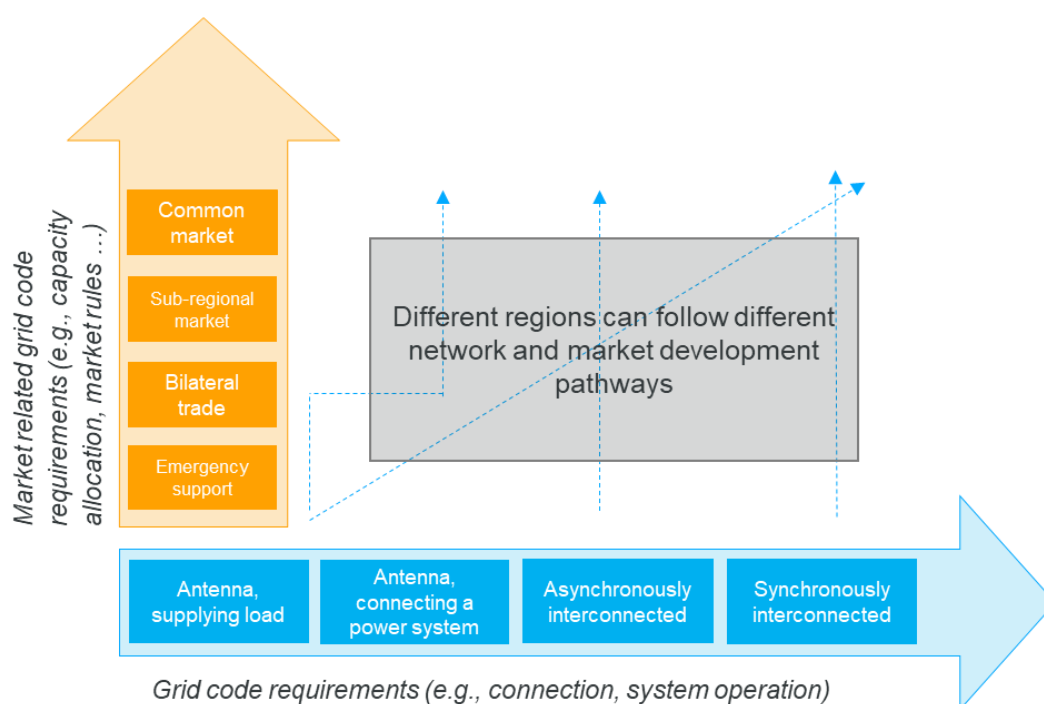 Market related grid code
requirements (e.g., capacity
allocation, market rules …)
Common
market
Sub-regional
market
Bilateral
trade
Emergency
support
Different regions can follow different
network and market development
pathways
Antenna,
supplying load
Antenna,
connecting a
power system
Asynchronously
interconnected
Synchronously
interconnected
Grid code requirements (e.g., connection, system operation)